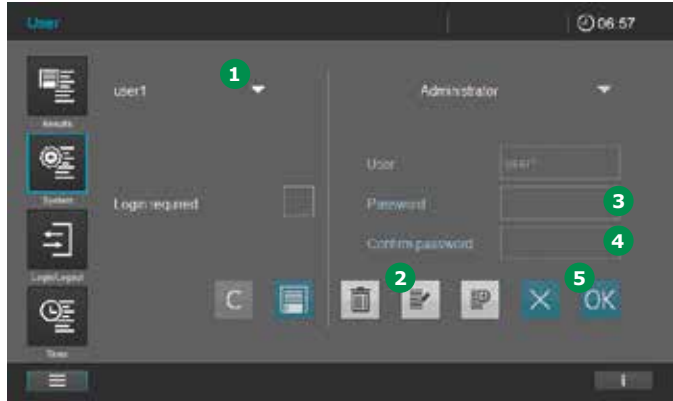 User
06:57
1
user1
Administrator
Results
User
user1
System
Login required
Password
3
Confirm password
4
Login/Logout
2
5
C
OK
Timer
i